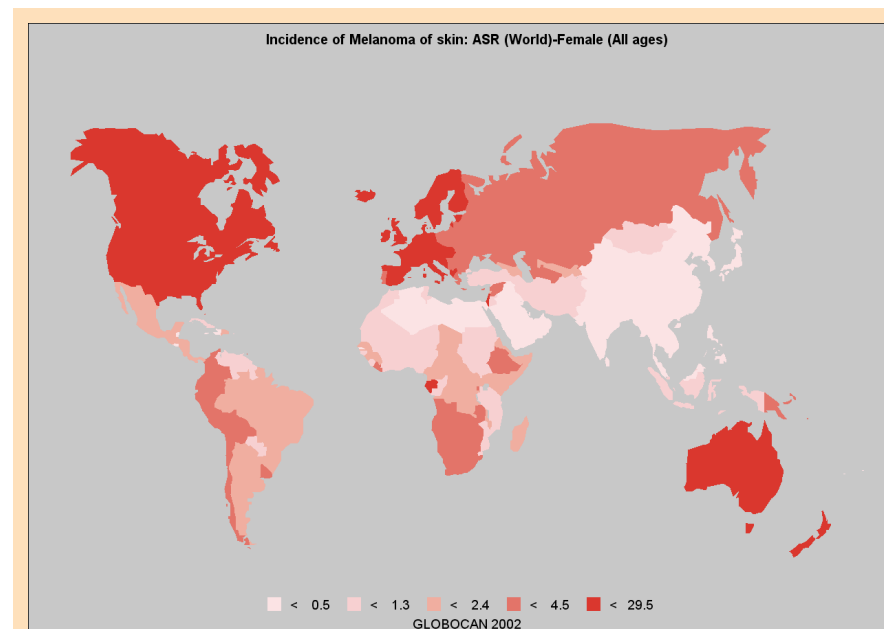 Incidence of Melanoma of skin: ASR (World)-Female (All ages)
< 0.5 < 1.3 < 2.4 < 4.5 < 29.5
GLOBOCAN 2002